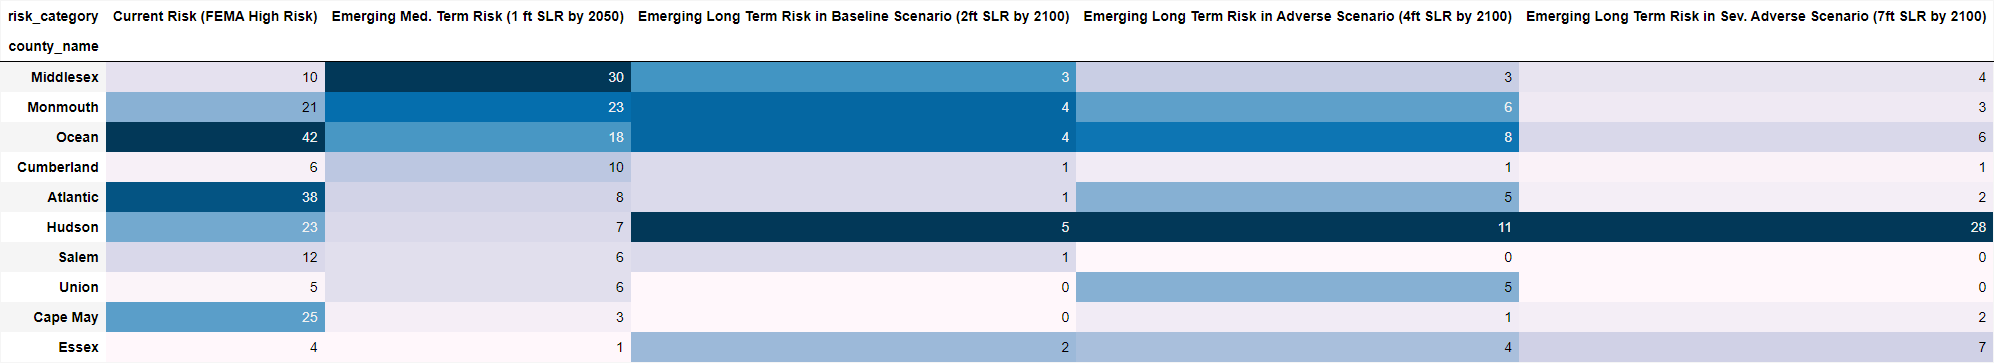 risk_category Current Risk (FEMA High Risk) Emerging Med. Term Risk (1 ft SLR by 2050) Emerging Long Term Risk in Baseline Scenario (2ft SLR by 2100) Emerging Long Term Risk in Adverse Scenario (4ft SLR by 2100) Emerging Long Term Risk in Sev. Adverse Scenario (7ft SLR by 2100)
county_name
Middlesex 10 30 3 3 4
Monmouth 21 23 4 6 3
Ocean 42 18 4 8 6
Cumberland 6 10 1 1 1
Atlantic 38 8 1 5 2
Hudson 23 7 5 11 28
Salem 12 6 1 0 0
Union 5 6 0 5 0
Cape May 25 3 0 1 2
Essex 4 1 2 4 7